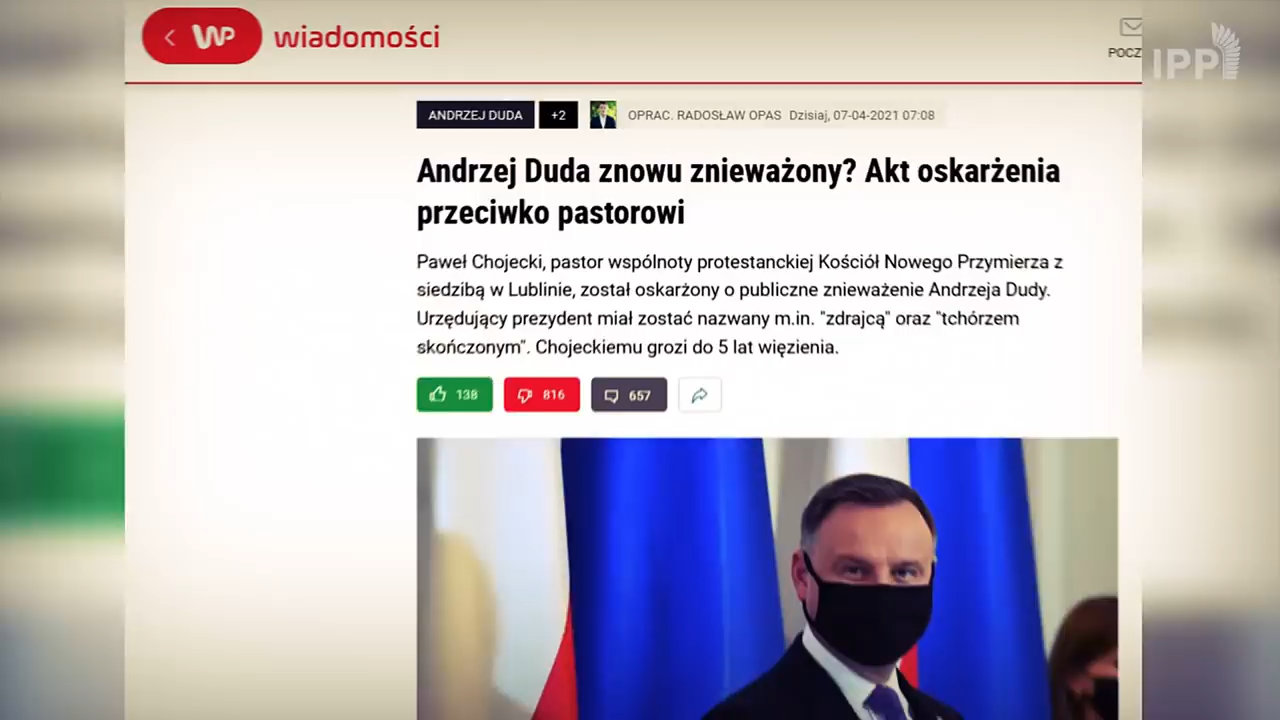 WP wiadomości
POCZ
IPP
ANDRZEJ DUDA +2 OPRAC. RADOSŁAW OPAS Dzisiaj, 07-04-2021 07:08
Andrzej Duda znowu znieważony? Akt oskarżenia
przeciwko pastorowi
Paweł Chojecki, pastor wspólnoty protestanckiej Kościół Nowego Przymierza z
siedzibą w Lublinie, został oskarżony o publiczne znieważenie Andrzeja Dudy.
Urzędujący prezydent miał zostać nazwany m.in. "zdrajcą" oraz "tchórzem
skończonym". Chojeckiemu grozi do 5 lat więzienia.
138 816 657